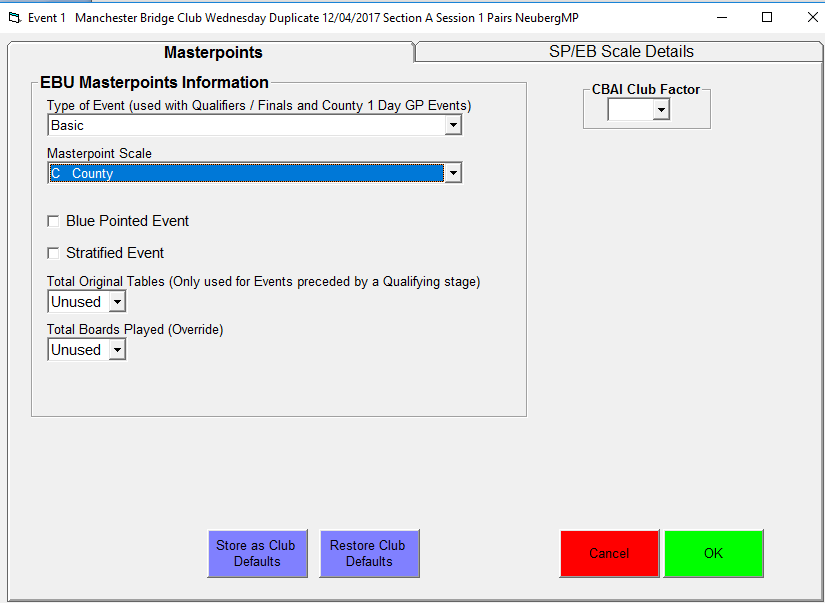 Event 1 Manchester Bridge Club Wednesday Duplicate 12/04/2017 Section A Session 1 Pairs NeubergMP
Masterpoints
SP/EB Scale Details
EBU Masterpoints Information
CBAI Club Factor
Type of Event (used with Qualifiers / Finals and County 1 Day GP Events)
Basic
Masterpoint Scale
C County
Blue Pointed Event
Stratified Event
Total Original Tables (Only used for Events preceded by a Qualifying stage)
Unused
Total Boards Played (Override)
Unused
Store as Club
Defaults
Restore Club
Defaults
Cancel
OK